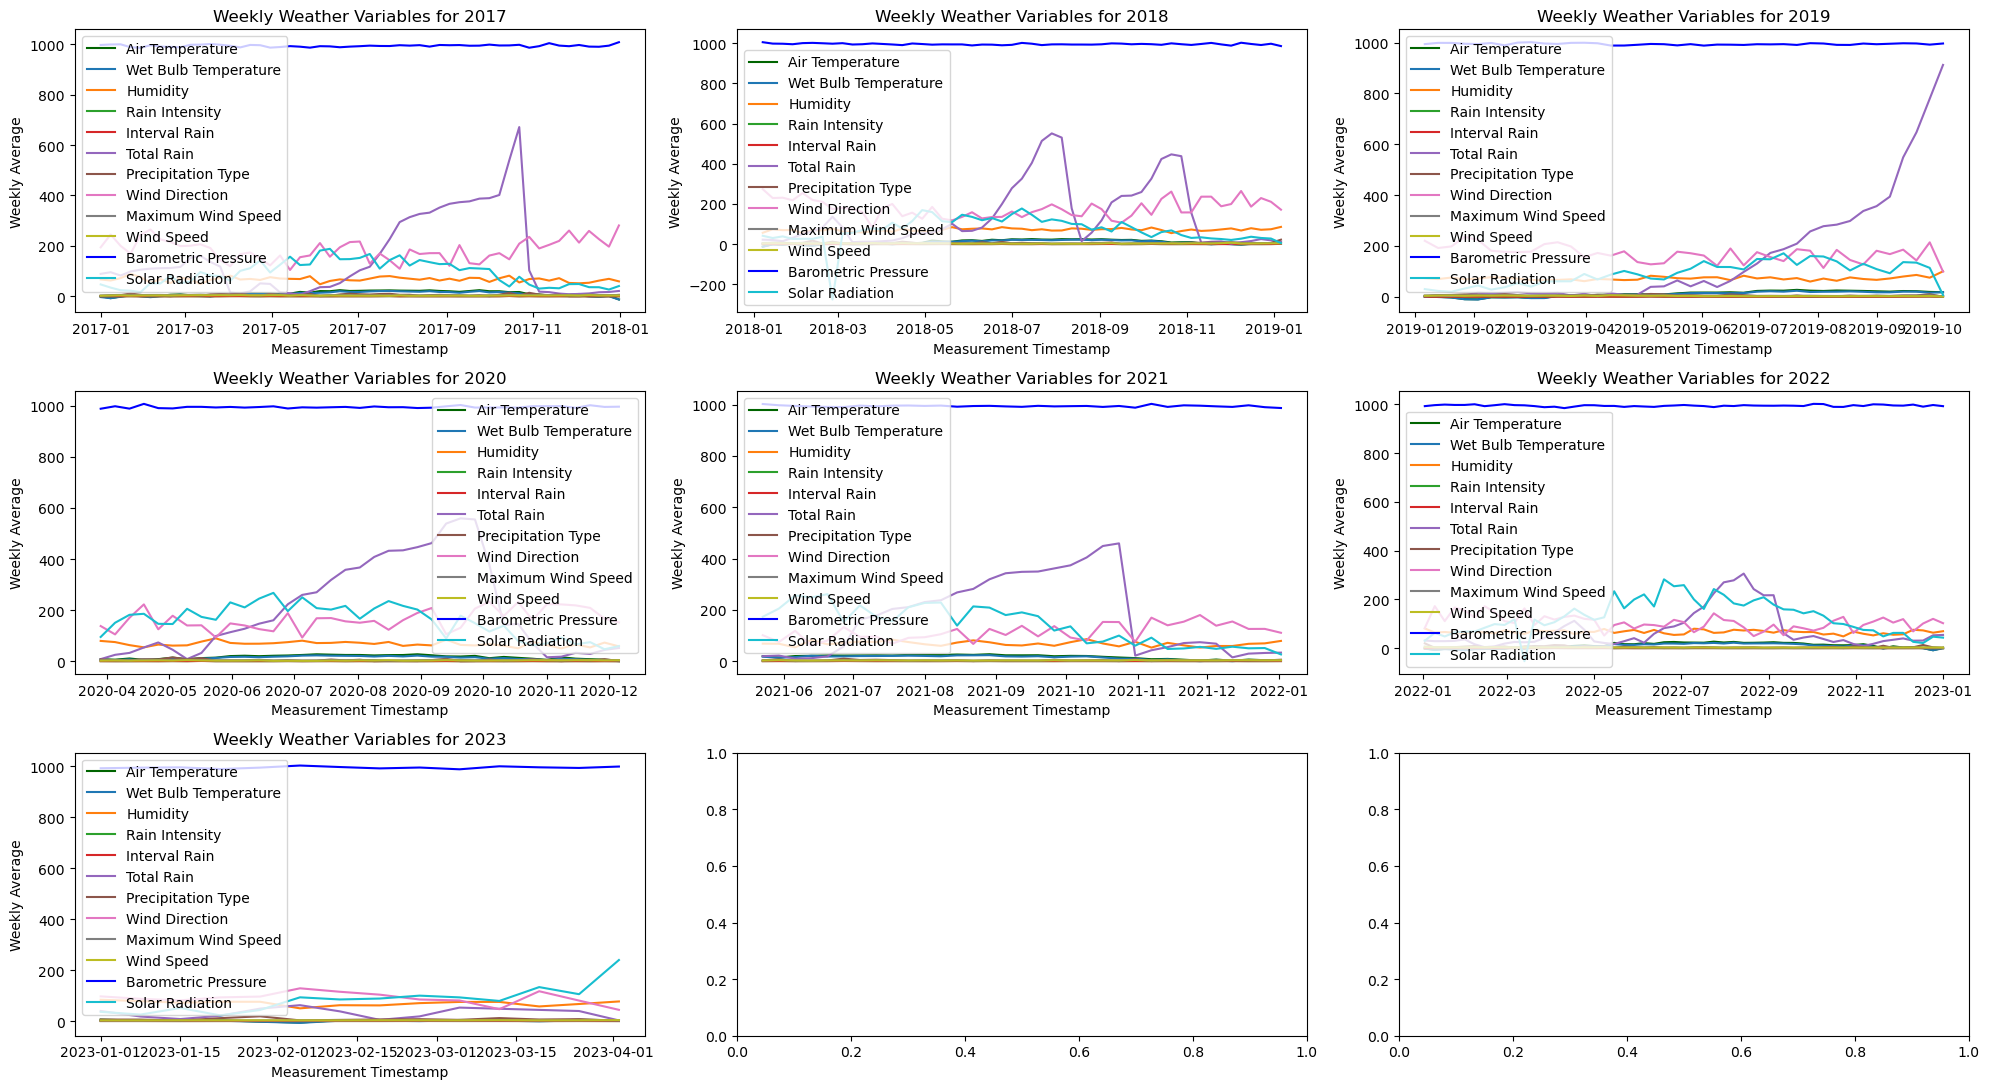 Weekly Weather Variables for 2017
Weekly Average
1000
800
600
400
200
0
Air Temperature
Wet Bulb Temperature
Humidity
Rain Intensity
Interval Rain
Total Rain
Precipitation Type
Wind Direction
Maximum Wind Speed
Wind Speed
Barometric Pressure
Solar Radiation
2017-01 2017-03 2017-05 2017-07 2017-09 2017-11 2018-01
Measurement Timestamp
Weekly Weather Variables for 2018
Weekly Average
1000
800
600
400
200
0
−200
Air Temperature
Wet Bulb Temperature
Humidity
Rain Intensity
Interval Rain
Total Rain
Precipitation Type
Wind Direction
Maximum Wind Speed
Wind Speed
Barometric Pressure
Solar Radiation
2018-01 2018-03 2018-05 2018-07 2018-09 2018-11 2019-01
Measurement Timestamp
Weekly Weather Variables for 2019
Weekly Average
1000
800
600
400
200
0
Air Temperature
Wet Bulb Temperature
Humidity
Rain Intensity
Interval Rain
Total Rain
Precipitation Type
Wind Direction
Maximum Wind Speed
Wind Speed
Barometric Pressure
Solar Radiation
2019-01 2019-02 2019-03 2019-04 2019-05 2019-06 2019-07 2019-08 2019-09 2019-10
Measurement Timestamp
Weekly Weather Variables for 2020
Weekly Average
1000
800
600
400
200
0
Air Temperature
Wet Bulb Temperature
Humidity
Rain Intensity
Interval Rain
Total Rain
Precipitation Type
Wind Direction
Maximum Wind Speed
Wind Speed
Barometric Pressure
Solar Radiation
2020-04 2020-05 2020-06 2020-07 2020-08 2020-09 2020-10 2020-11 2020-12
Measurement Timestamp
Weekly Weather Variables for 2021
Weekly Average
1000
800
600
400
200
0
Air Temperature
Wet Bulb Temperature
Humidity
Rain Intensity
Interval Rain
Total Rain
Precipitation Type
Wind Direction
Maximum Wind Speed
Wind Speed
Barometric Pressure
Solar Radiation
2021-06 2021-07 2021-08 2021-09 2021-10 2021-11 2021-12 2022-01
Measurement Timestamp
Weekly Weather Variables for 2022
Weekly Average
1000
800
600
400
200
0
Air Temperature
Wet Bulb Temperature
Humidity
Rain Intensity
Interval Rain
Total Rain
Precipitation Type
Wind Direction
Maximum Wind Speed
Wind Speed
Barometric Pressure
Solar Radiation
2022-01 2022-03 2022-05 2022-07 2022-09 2022-11 2023-01
Measurement Timestamp
Weekly Weather Variables for 2023
Weekly Average
1000
800
600
400
200
0
Air Temperature
Wet Bulb Temperature
Humidity
Rain Intensity
Interval Rain
Total Rain
Precipitation Type
Wind Direction
Maximum Wind Speed
Wind Speed
Barometric Pressure
Solar Radiation
2023-01-01 2023-01-15 2023-02-01 2023-02-15 2023-03-01 2023-03-15 2023-04-01
Measurement Timestamp
1.0
0.8
0.6
0.4
0.2
0.0
0.0 0.2 0.4 0.6 0.8 1.0
1.0
0.8
0.6
0.4
0.2
0.0
0.0 0.2 0.4 0.6 0.8 1.0